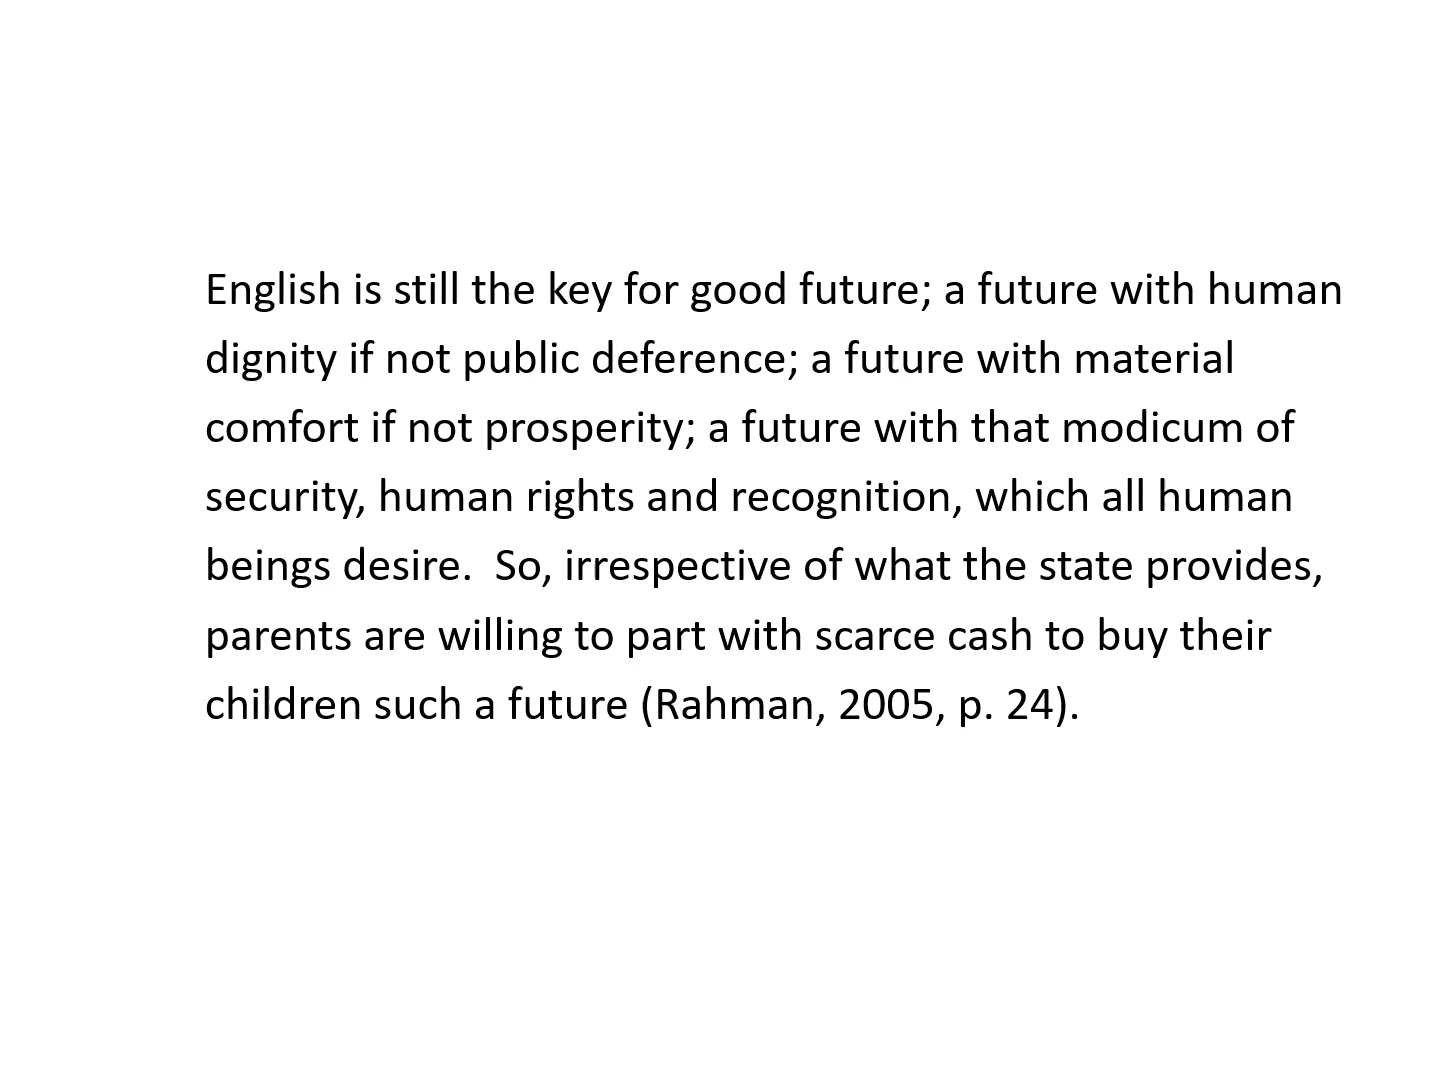 English is still the key for good future; a future with human
dignity if not public deference; a future with material
comfort if not prosperity; a future with that modicum of
security, human rights and recognition, which all human
beings desire.  So, irrespective of what the state provides,
parents are willing to part with scarce cash to buy their
children such a future (Rahman, 2005, p. 24).